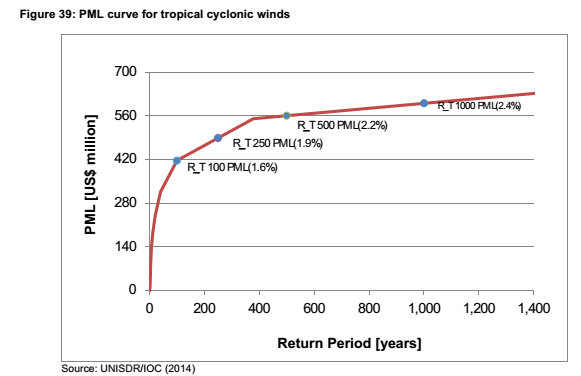 Figure 39: PML curve for tropical cyclonic winds
700
560
420
280
140
0
PML [US$ million]
R_T 1000 PML(2.4%)
R_T 500 PML(2.2%)
R_T 250 PML(1.9%)
R_T 100 PML(1.6%)
0 200 400 600 800 1,000 1,200 1,400
Return Period [years]
Source: UNISDR/IOC (2014)